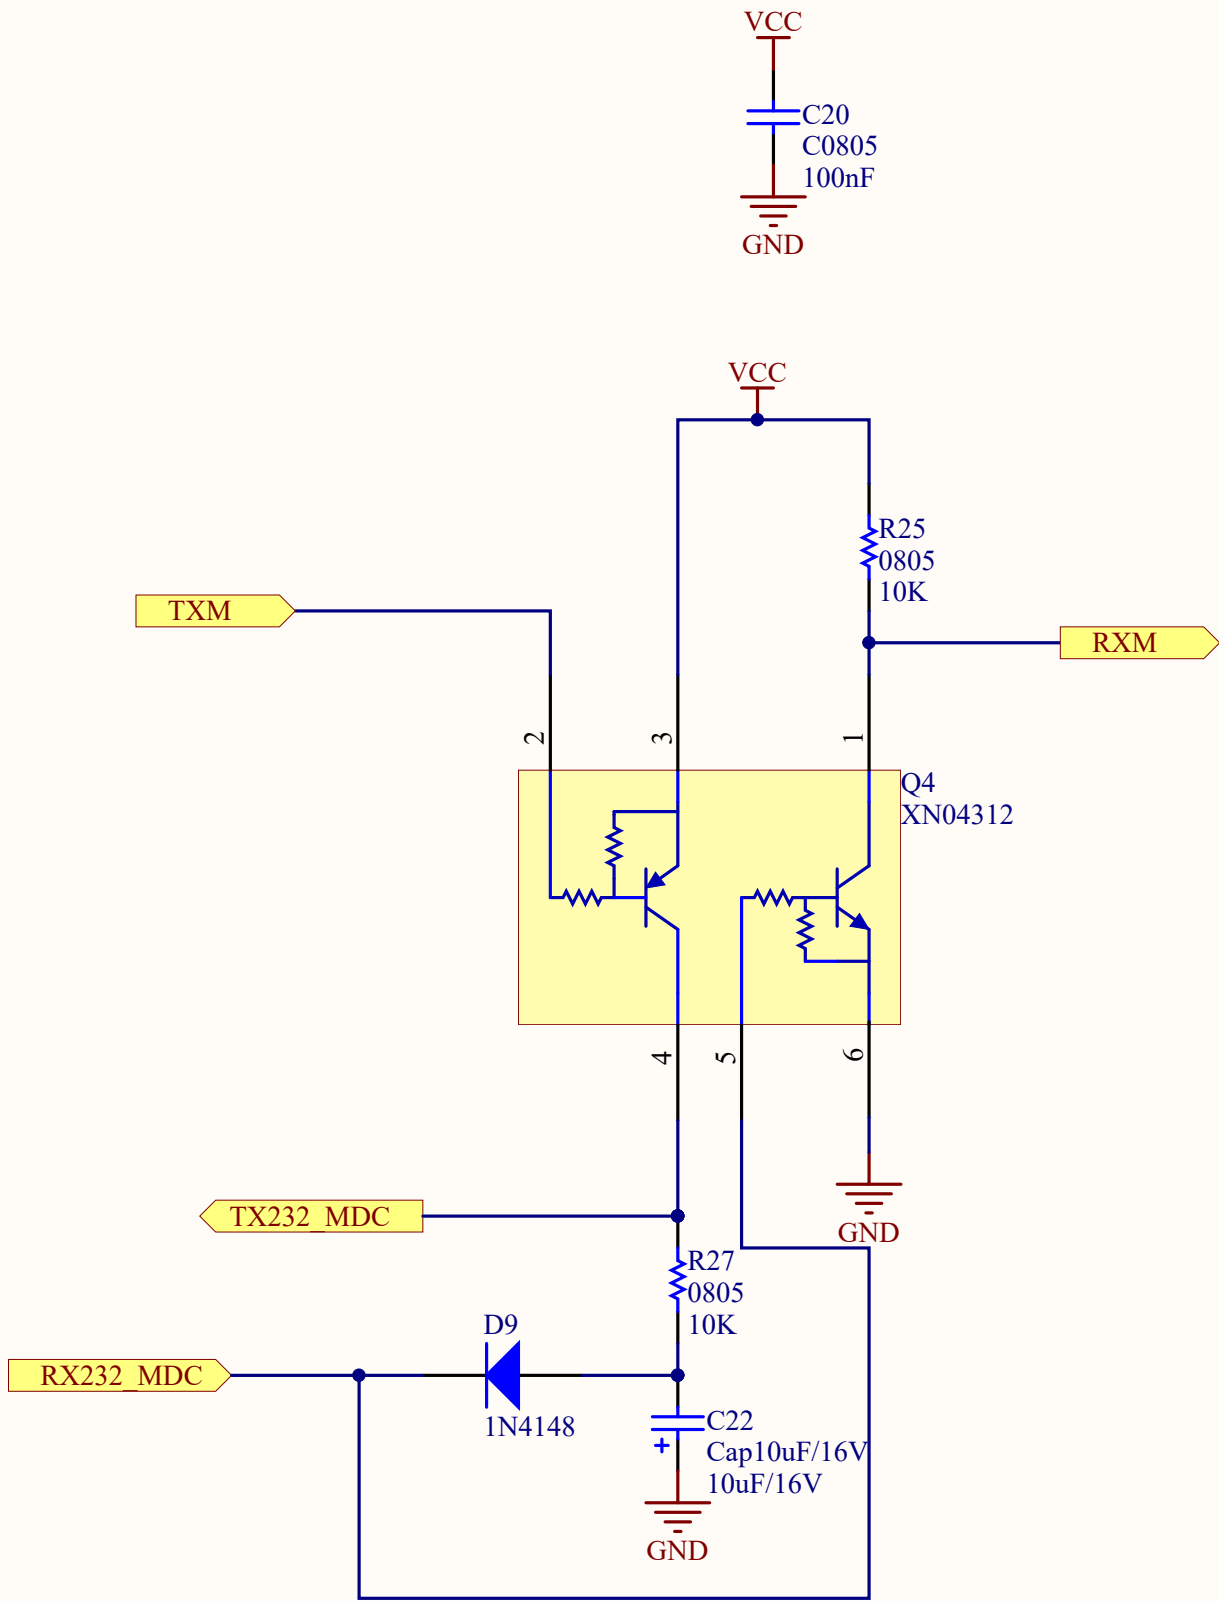 VCC
C20
C0805
100nF
GND
VCC
R25
0805
10K
TXM
RXM
2
3
1
Q4
XN04312
4
5
6
TX232_MDC
GND
R27
0805
10K
D9
RX232_MDC
1N4148
C22
+
Cap10uF/16V
10uF/16V
GND